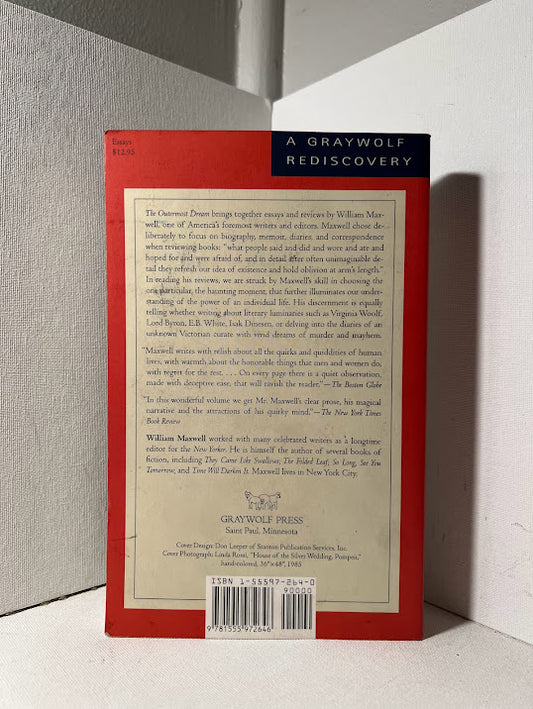 Essays
$12.95
A GRAYWOLF
REDISCOVERY
The Outermost Dream brings together essays and reviews by William Max-
well, one of America's foremost writers and editors. Maxwell chose de-
liberately to focus on biography, memoir, diaries, and correspondence
when reviewing books: "what people said and did and wore and ate and
hoped for and were afraid of, and in detail after often unimaginable de-
tail they refresh our idea of existence and hold oblivion at arm's length."
In reading his reviews, we are struck by Maxwell's skill in choosing the
one particular, the haunting moment, that further illuminates our under-
standing of the power of an individual life. His discernment is equally
telling whether writing about literary luminaries such as Virginia Woolf,
Lord Byron, E.B. White, Isak Dinesen, or delving into the diaries of an
unknown Victorian curate with vivid dreams of murder and mayhem.
"Maxwell writes with relish about all the quirks and quiddities of human
lives, with warmth about the honorable things that men and women do,
with regret for the rest. . . . On every page there is a quiet observation,
made with deceptive ease, that will ravish the reader."—The Boston Globe
"In this wonderful volume we get Mr. Maxwell's clear prose, his magical
narrative and the attractions of his quirky mind."—The New York Times
Book Review
William Maxwell worked with many celebrated writers as a longtime
editor for the New Yorker. He is himself the author of several books of
fiction, including They Came Like Swallows; The Folded Leaf; So Long, See You
Tomorrow; and Time Will Darken It. Maxwell lives in New York City.
GRAYWOLF PRESS
Saint Paul, Minnesota
Cover Design: Don Leeper of Stanton Publication Services, Inc.
Cover Photograph: Linda Rossi, "House of the Silver Wedding, Pompeii,"
hand-colored, 36"×48", 1985
ISBN 1-55597-264-0
90000
9 781555 972646